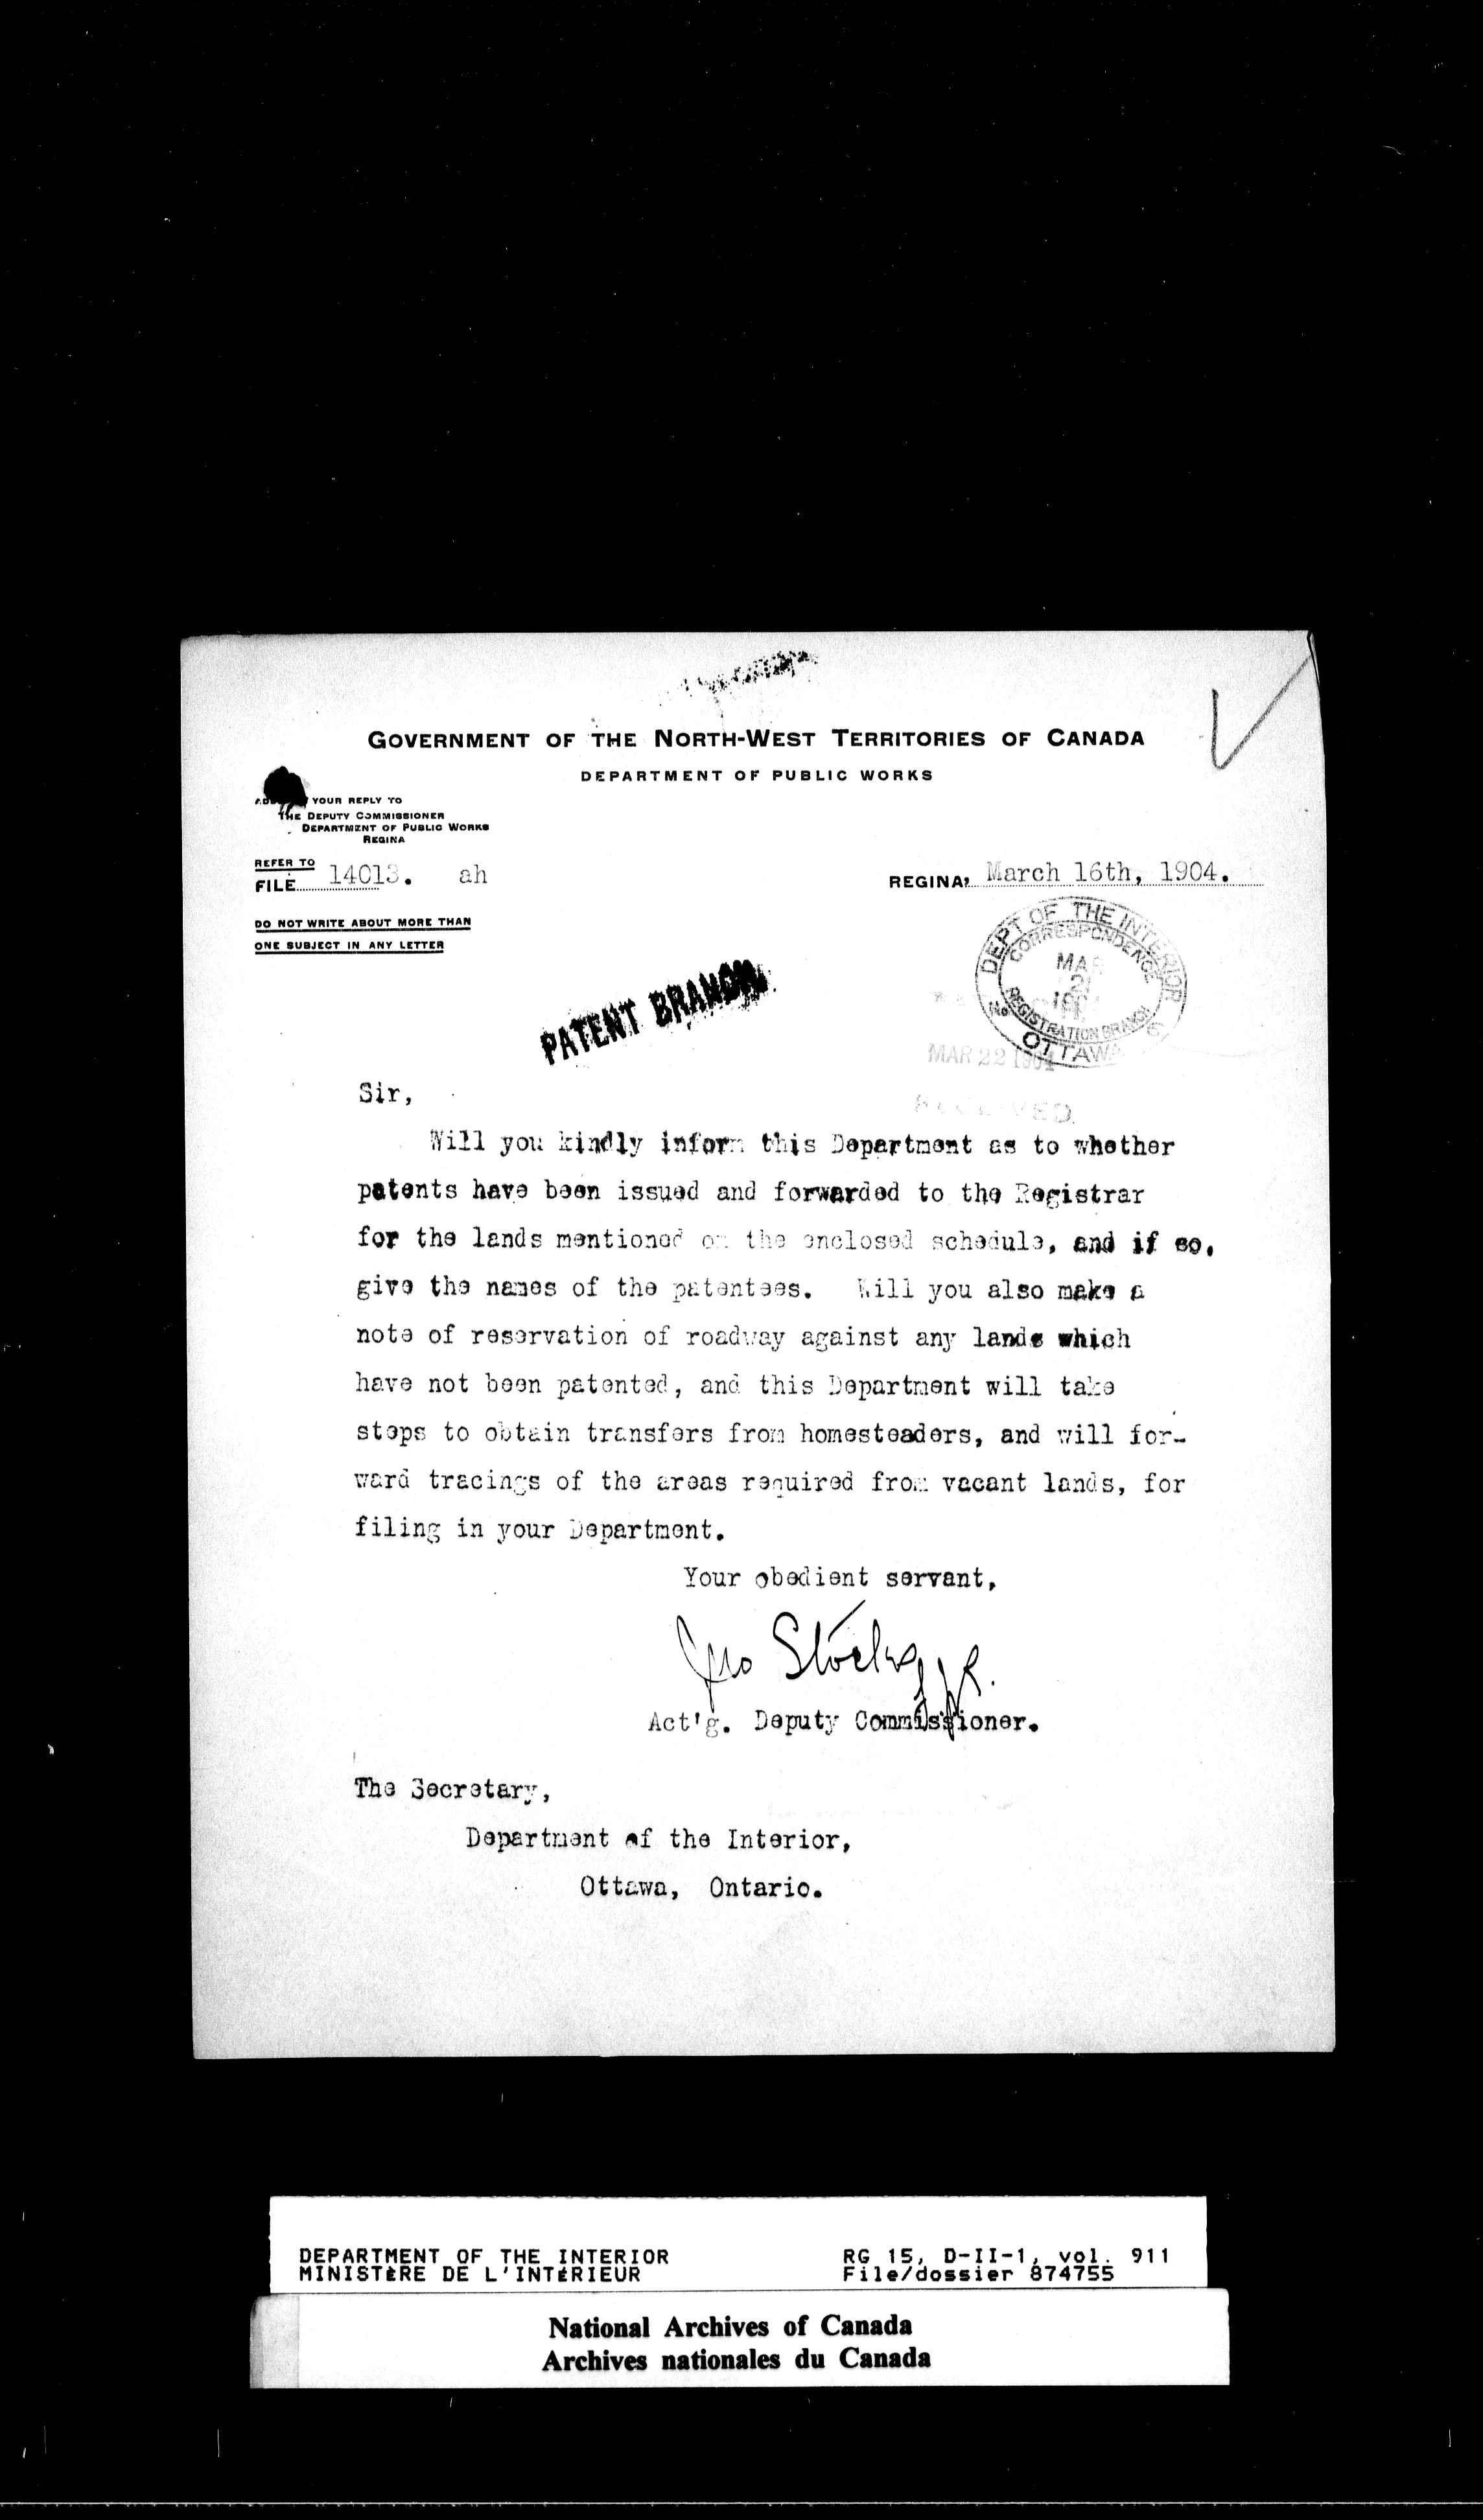 GOVERNMENT OF THE NORTH-WEST TERRITORIES OF CANADA
DEPARTMENT OF PUBLIC WORKS
YOUR REPLY TO
THE DEPUTY COMMISSIONER
DEPARTMENT OF PUBLIC WORKS
REGINA
REFER TO
FILE 14013. ah
REGINA, March 16th, 1904.
DO NOT WRITE ABOUT MORE THAN
ONE SUBJECT IN ANY LETTER
DEPT OF THE INTERIOR
CORRESPONDENCE
MAR
21
REGISTRATION BRANCH
OTTAWA
PATENT BRANCH
MAR 22 1904
RECEIVED
Sir,
Will you kindly inform this Department as to whether
patents have been issued and forwarded to the Registrar
for the lands mentioned on the enclosed schedule, and if so,
give the names of the patentees. Will you also make a
note of reservation of roadway against any lands which
have not been patented, and this Department will take
steps to obtain transfers from homesteaders, and will for-
ward tracings of the areas required from vacant lands, for
filing in your Department.
Your obedient servant,
Act'g. Deputy Commissioner.
The Secretary,
Department of the Interior,
Ottawa, Ontario.
DEPARTMENT OF THE INTERIOR RG 15, D-II-1, vol. 911
MINISTÈRE DE L'INTÉRIEUR File/dossier 874755
National Archives of Canada
Archives nationales du Canada